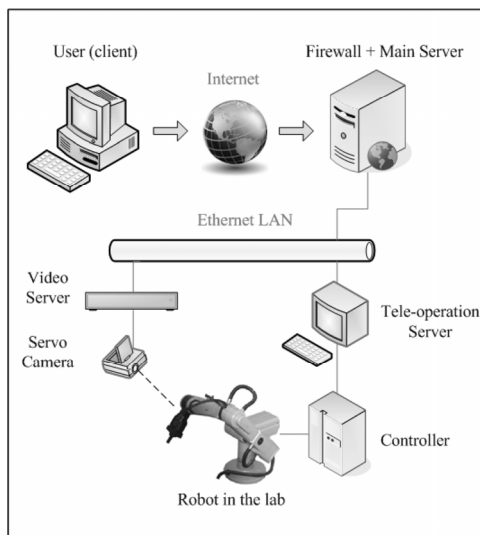 User (client)
Firewall + Main Server
Internet
Ethernet LAN
Video
Server
Tele-operation
Server
Servo
Camera
Controller
Robot in the lab